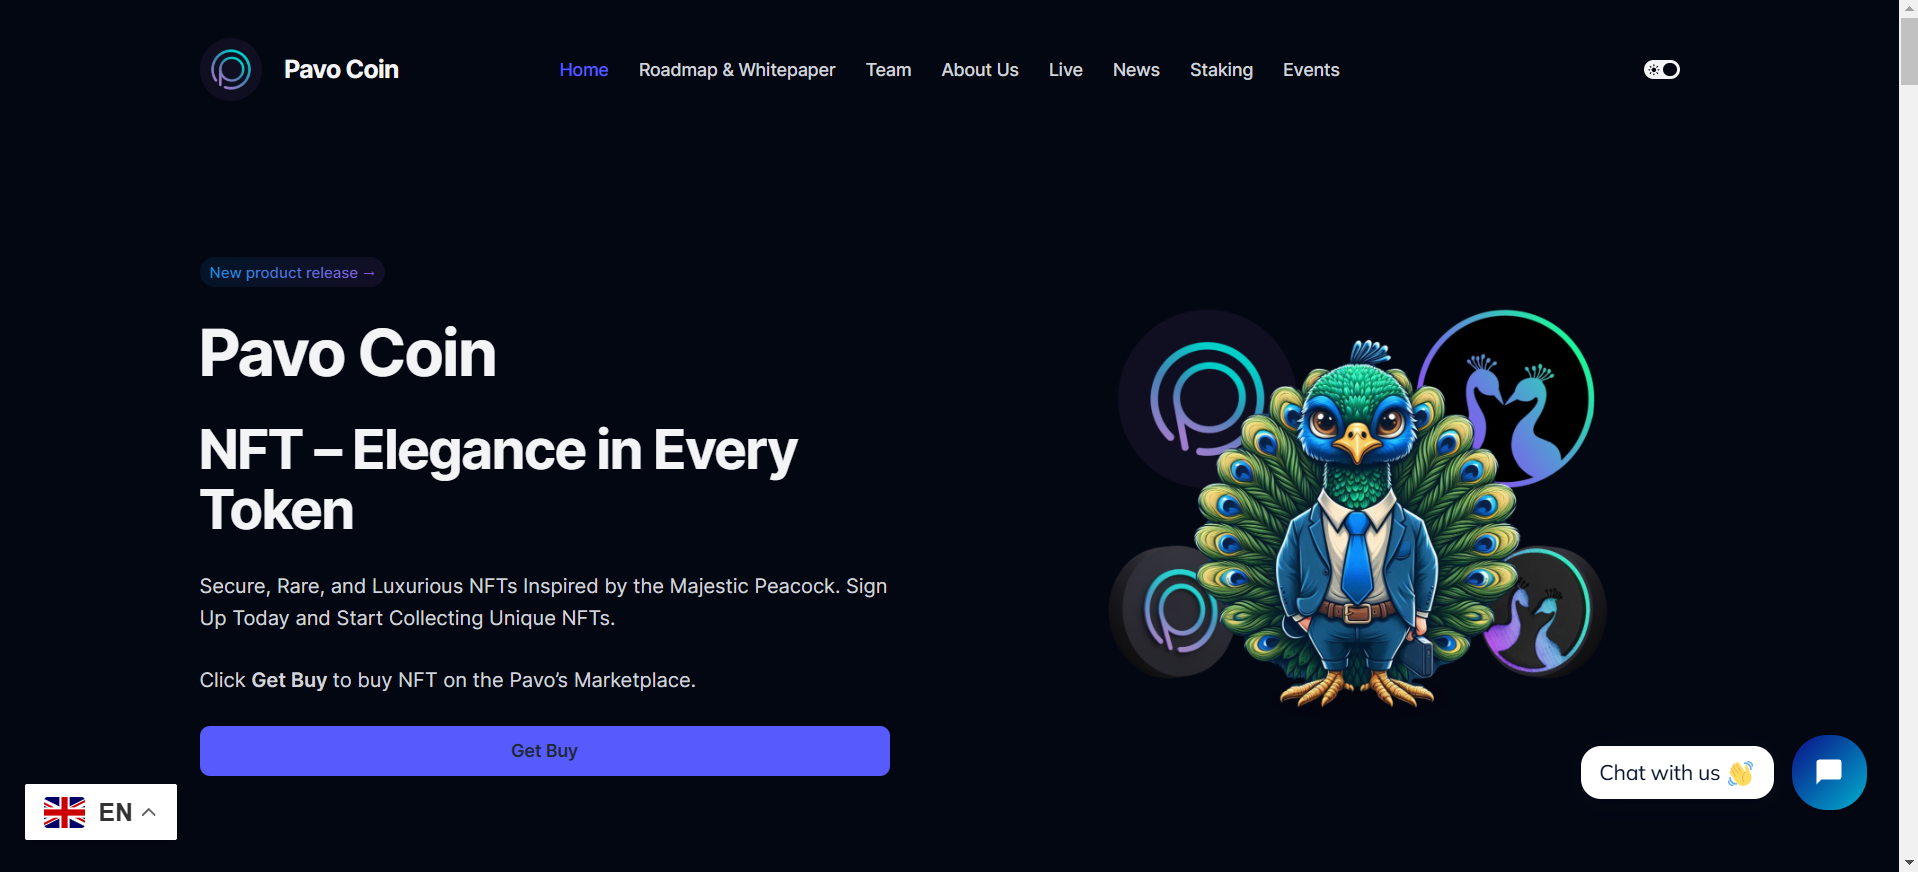 Pavo Coin
Home Roadmap & Whitepaper Team About Us Live News Staking Events
New product release →
Pavo Coin
NFT – Elegance in Every
Token
Secure, Rare, and Luxurious NFTs Inspired by the Majestic Peacock. Sign
Up Today and Start Collecting Unique NFTs.
Click Get Buy to buy NFT on the Pavo’s Marketplace.
Get Buy
Chat with us 👋
EN